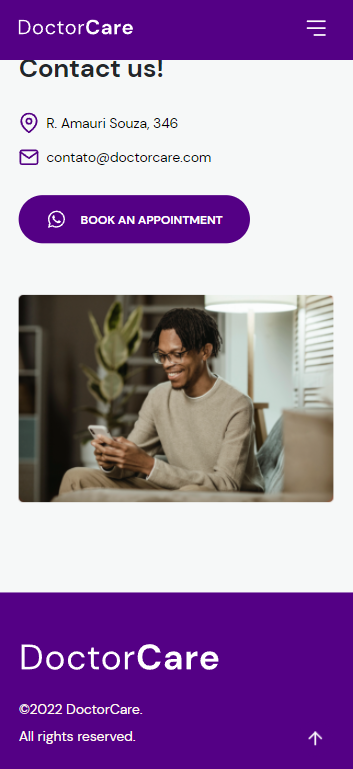 DoctorCare
Contact us!
R. Amauri Souza, 346
contato@doctorcare.com
BOOK AN APPOINTMENT
DoctorCare
©2022 DoctorCare.
All rights reserved.